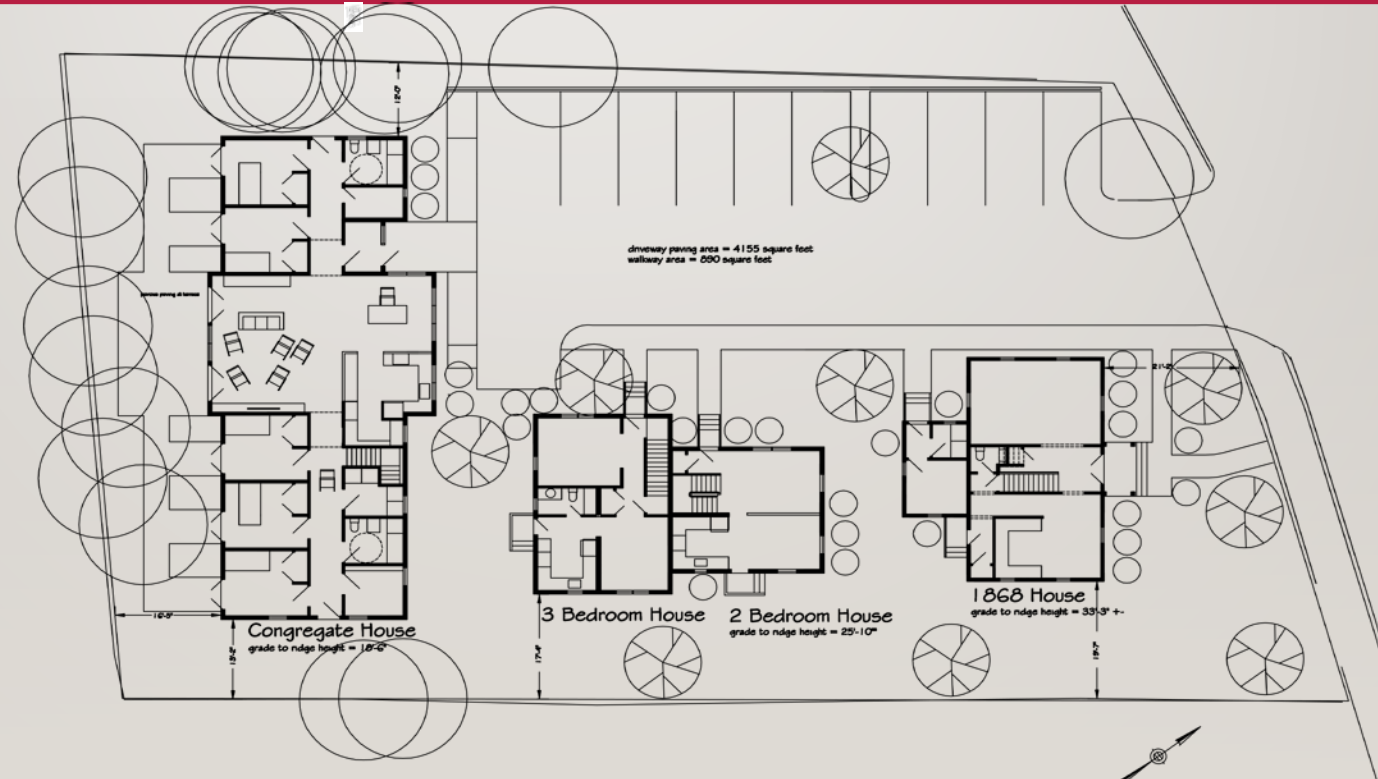 12'-0"
driveway paving area = 4155 square feet
walkway area = 890 square feet
Congregate House
grade to ridge height = 18'-6"
3 Bedroom House
2 Bedroom House
grade to ridge height = 25'-10"
1868 House
grade to ridge height = 33'-3" +-